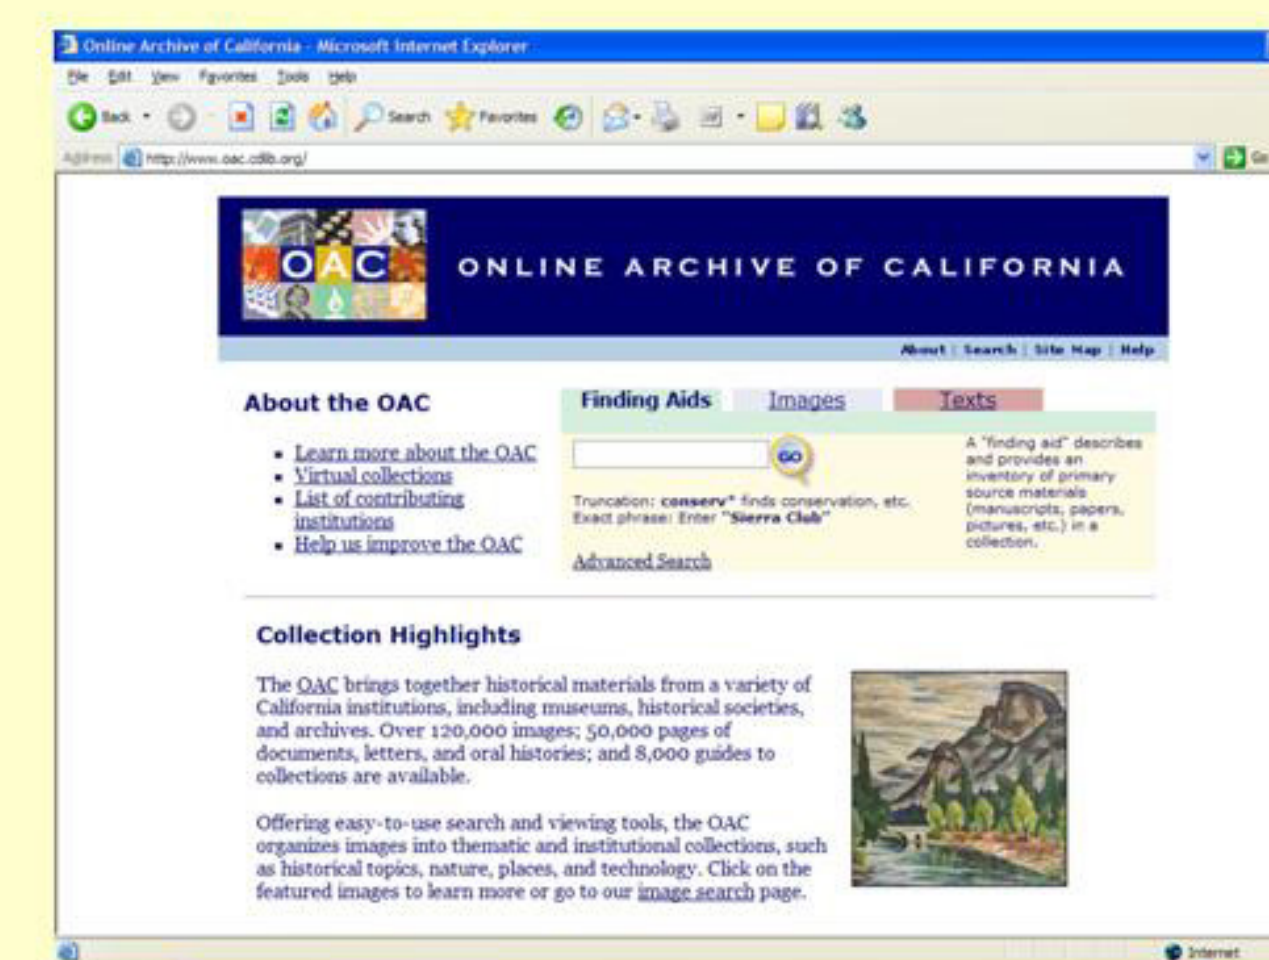 Online Archive of California - Microsoft Internet Explorer
File Edit View Favorites Tools Help
Back Search Favorites
Address http://www.oac.cdlib.org/ Go
OAC ONLINE ARCHIVE OF CALIFORNIA
About | Search | Site Map | Help
About the OAC
Learn more about the OAC
Virtual collections
List of contributing
institutions
Help us improve the OAC
Finding Aids Images Texts
GO
Truncation: conserv* finds conservation, etc.
Exact phrase: Enter "Sierra Club"
Advanced Search
A "finding aid" describes
and provides an
inventory of primary
source materials
(manuscripts, papers,
pictures, etc.) in a
collection.
Collection Highlights
The OAC brings together historical materials from a variety of
California institutions, including museums, historical societies,
and archives. Over 120,000 images; 50,000 pages of
documents, letters, and oral histories; and 8,000 guides to
collections are available.
Offering easy-to-use search and viewing tools, the OAC
organizes images into thematic and institutional collections, such
as historical topics, nature, places, and technology. Click on the
featured images to learn more or go to our image search page.
Internet